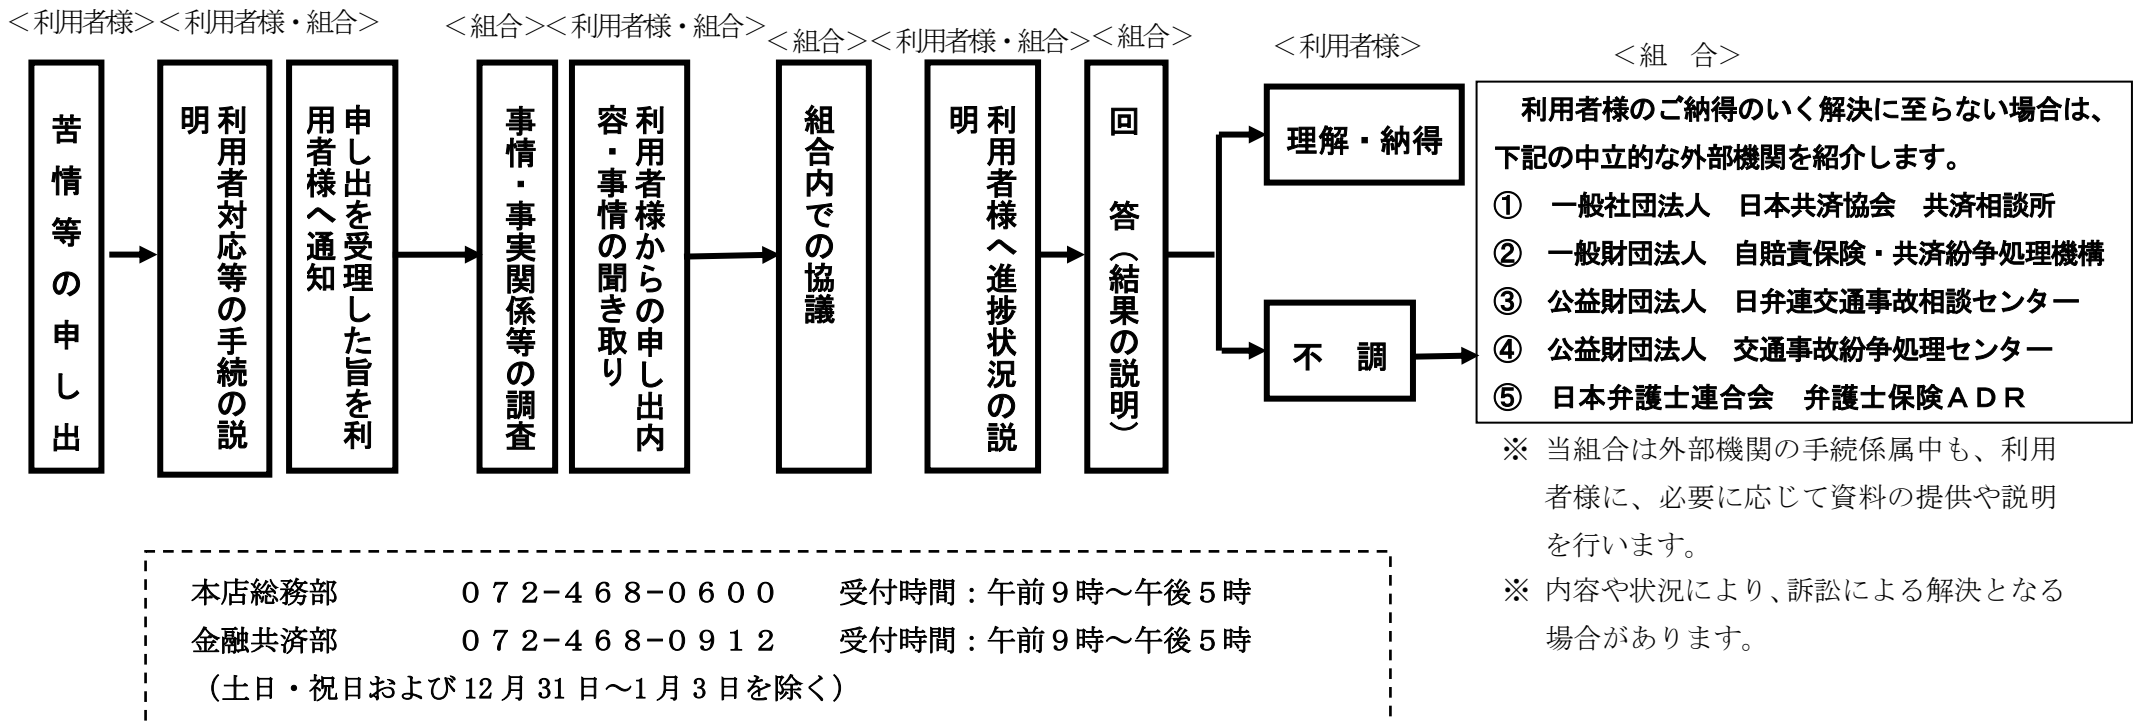 ＜利用者様＞
＜利用者様・組合＞
＜組合＞
＜利用者様・組合＞
＜組合＞
＜利用者様・組合＞
＜組合＞
＜利用者様＞
＜組　合＞
苦情等の申し出
利用者対応等の手続の説
明
申し出を受理した旨を利
用者様へ通知
事情・事実関係等の調査
利用者様からの申し出内
容・事情の聞き取り
組合内での協議
利用者様へ進捗状況の説
明
回　答（結果の説明）
理解・納得
不　調
利用者様のご納得のいく解決に至らない場合は、
下記の中立的な外部機関を紹介します。
①　一般社団法人　日本共済協会　共済相談所
②　一般財団法人　自賠責保険・共済紛争処理機構
③　公益財団法人　日弁連交通事故相談センター
④　公益財団法人　交通事故紛争処理センター
⑤　日本弁護士連合会　弁護士保険ＡＤＲ
※ 当組合は外部機関の手続係属中も、利用
者様に、必要に応じて資料の提供や説明
を行います。
※ 内容や状況により、訴訟による解決となる
場合があります。
本店総務部　０７２−４６８−０６００　受付時間：午前９時～午後５時
金融共済部　０７２−４６８−０９１２　受付時間：午前９時～午後５時
（土日・祝日および 12 月 31 日～1 月 3 日を除く）